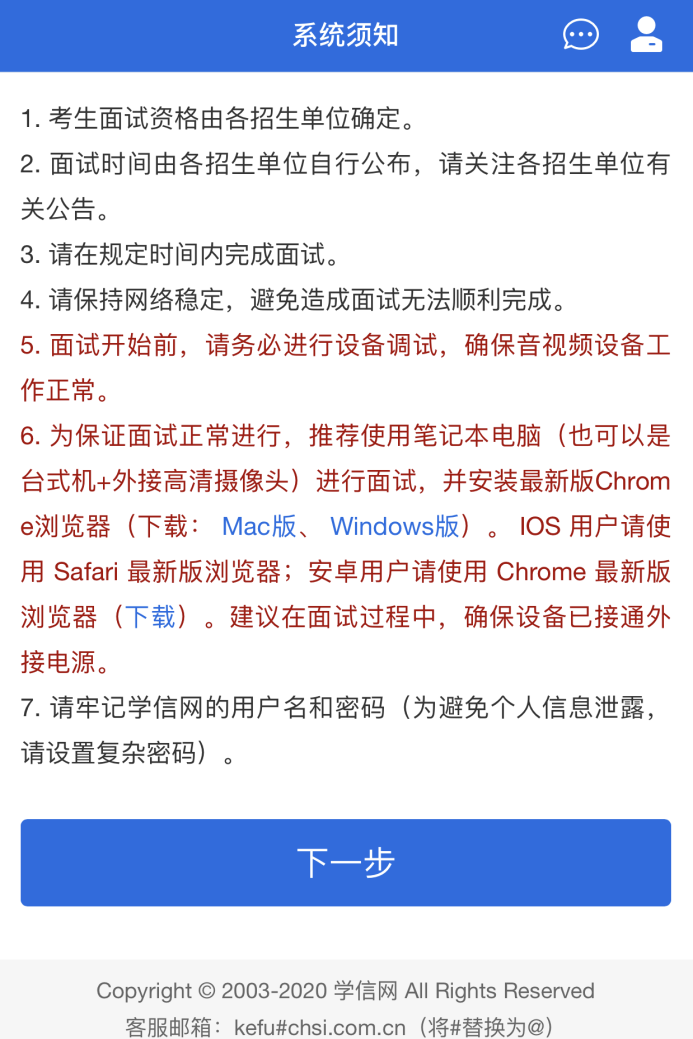 系统须知
1. 考生面试资格由各招生单位确定。
2. 面试时间由各招生单位自行公布，请关注各招生单位有
关公告。
3. 请在规定时间内完成面试。
4. 请保持网络稳定，避免造成面试无法顺利完成。
5. 面试开始前，请务必进行设备调试，确保音视频设备工
作正常。
6. 为保证面试正常进行，推荐使用笔记本电脑（也可以是
台式机+外接高清摄像头）进行面试，并安装最新版Chrom
e浏览器（下载： Mac版、 Windows版）。 IOS 用户请使
用 Safari 最新版浏览器；安卓用户请使用 Chrome 最新版
浏览器（下载）。建议在面试过程中，确保设备已接通外
接电源。
7. 请牢记学信网的用户名和密码（为避免个人信息泄露，
请设置复杂密码）。
下一步
Copyright © 2003-2020 学信网 All Rights Reserved
客服邮箱：kefu#chsi.com.cn（将#替换为@）